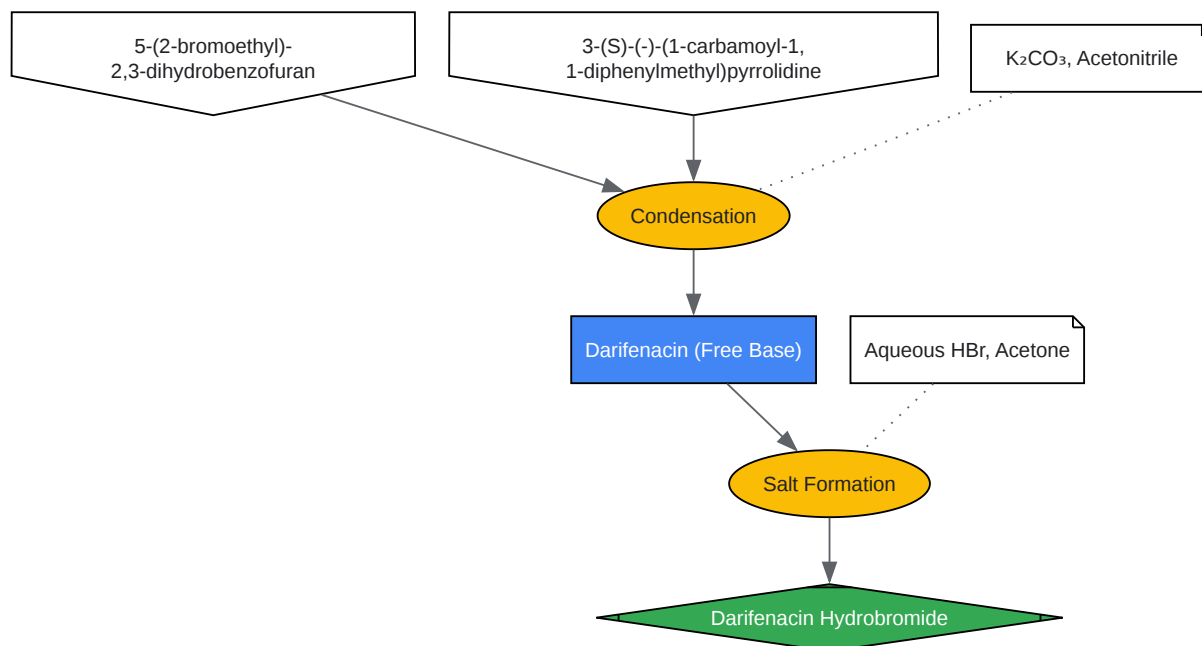 5-(2-bromoethyl)-
2,3-dihydrobenzofuran
3-(S)-(-)-(1-carbamoyl-1,
1-diphenylmethyl)pyrrolidine
K₂CO₃, Acetonitrile
Condensation
Darifenacin (Free Base)
Aqueous HBr, Acetone
Salt Formation
Darifenacin Hydrobromide